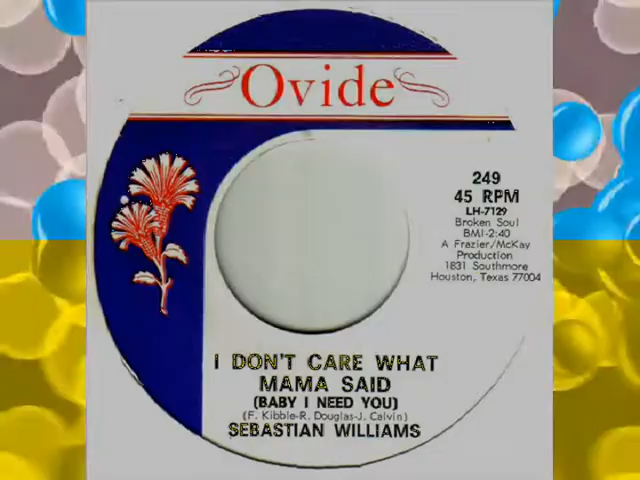 Ovide
249
45 RPM
LH-7129
Broken Soul
BMI-2:40
A Frazier/McKay
Production
1831 Southmore
Houston, Texas 77004
I DON'T CARE WHAT
MAMA SAID
(BABY I NEED YOU)
(F. Kibble-R. Douglas-J. Calvin)
SEBASTIAN WILLIAMS